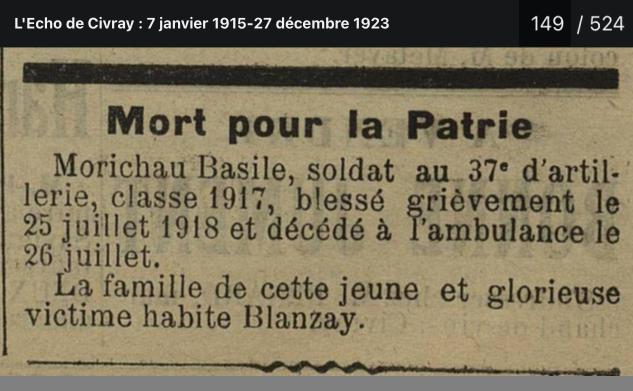 L'Echo de Civray : 7 janvier 1915-27 décembre 1923
149 / 524
Mort pour la Patrie
Morichau Basile, soldat au 37e d'artil-
lerie, classe 1917, blessé grièvement le
25 juillet 1918 et décédé à l'ambulance le
26 juillet.
La famille de cette jeune et glorieuse
victime habite Blanzay.